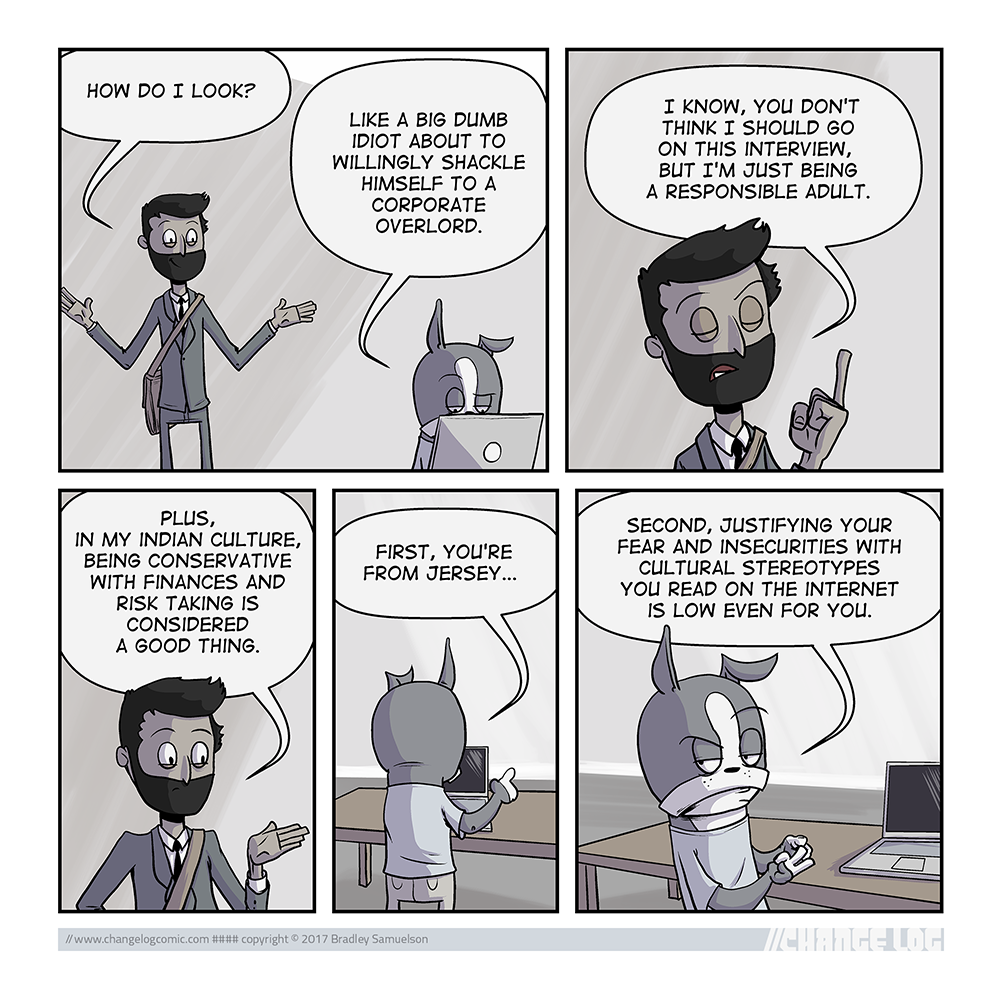 HOW DO I LOOK?
LIKE A BIG DUMB
IDIOT ABOUT TO
WILLINGLY SHACKLE
HIMSELF TO A
CORPORATE
OVERLORD.
I KNOW, YOU DON'T
THINK I SHOULD GO
ON THIS INTERVIEW,
BUT I'M JUST BEING
A RESPONSIBLE ADULT.
PLUS,
IN MY INDIAN CULTURE,
BEING CONSERVATIVE
WITH FINANCES AND
RISK TAKING IS
CONSIDERED
A GOOD THING.
FIRST, YOU'RE
FROM JERSEY...
SECOND, JUSTIFYING YOUR
FEAR AND INSECURITIES WITH
CULTURAL STEREOTYPES
YOU READ ON THE INTERNET
IS LOW EVEN FOR YOU.
// www.changelogcomic.com #### copyright © 2017 Bradley Samuelson
//CHANGE LOG